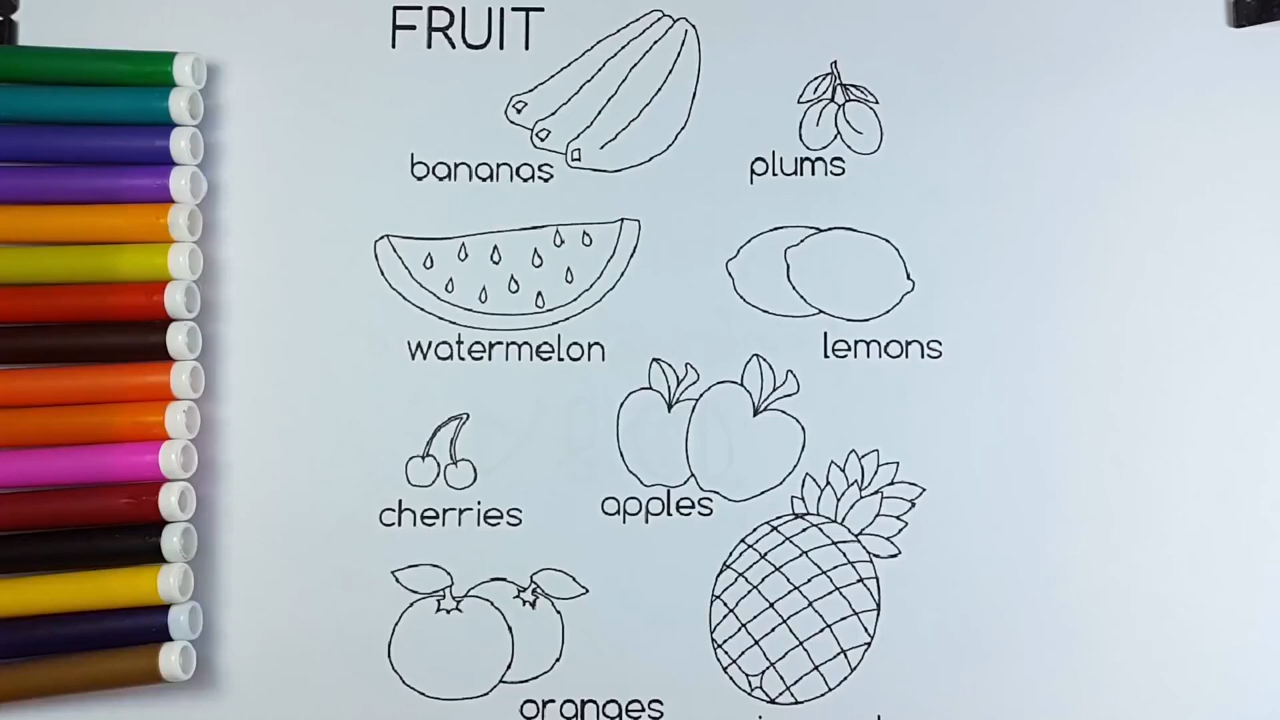 FRUIT
bananas
plums
watermelon
lemons
cherries
apples
oranges